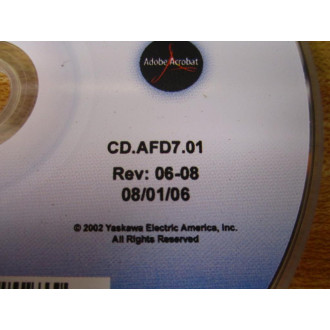 Adobe Acrobat
CD.AFD7.01
Rev: 06-08
08/01/06
© 2002 Yaskawa Electric America, Inc.
All Rights Reserved